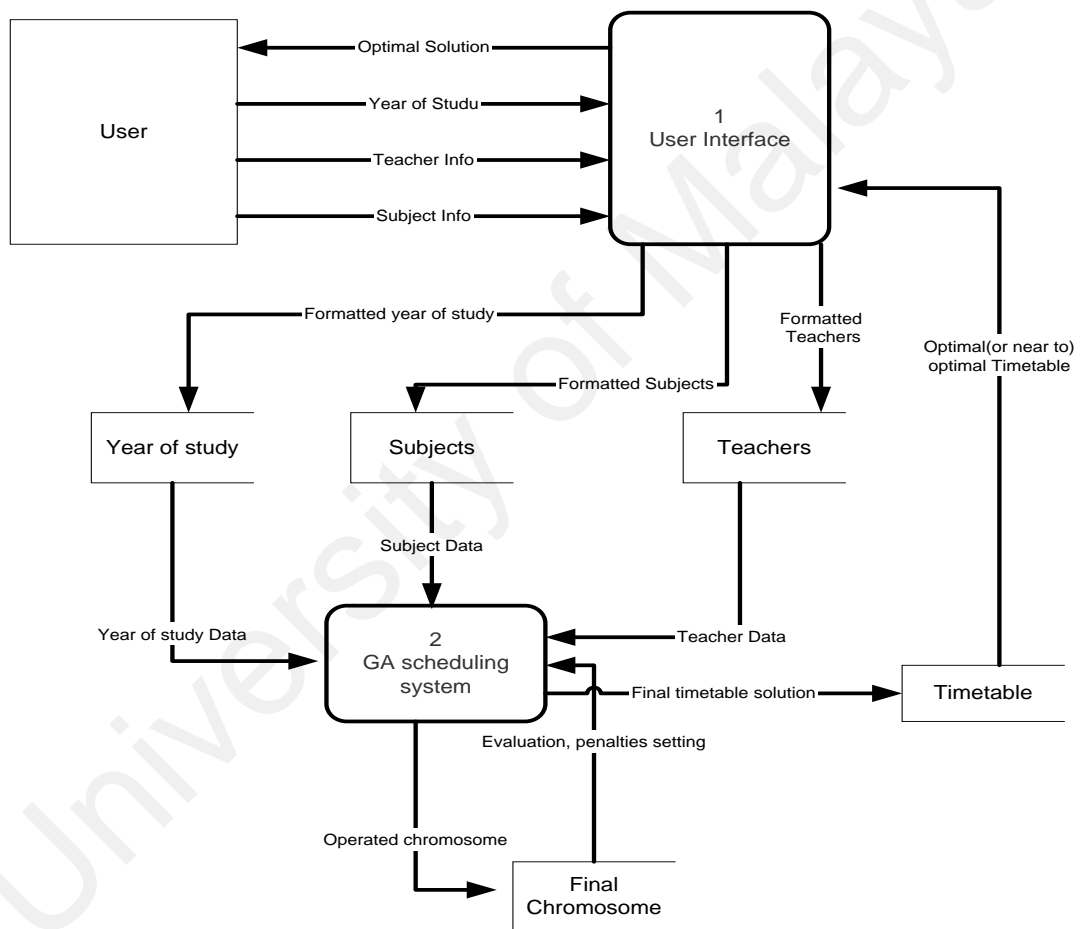 Optimal Solution
Year of Studu
User
1
User Interface
Teacher Info
Subject Info
Formatted year of study
Formatted
Teachers
Optimal(or near to)
optimal Timetable
Formatted Subjects
Year of study
Subjects
Teachers
Subject Data
Year of study Data
2
GA scheduling
system
Teacher Data
Final timetable solution
Timetable
Evaluation, penalties setting
Operated chromosome
Final
Chromosome
University of Malaya